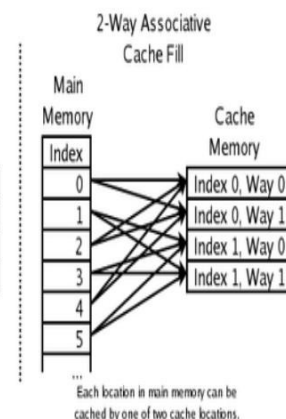 2-Way Associative
Cache Fill
Main
Memory
Index
0
1
2
3
4
5
...
Cache
Memory
Index 0, Way 0
Index 0, Way 1
Index 1, Way 0
Index 1, Way 1
Each location in main memory can be
cached by one of two cache locations.